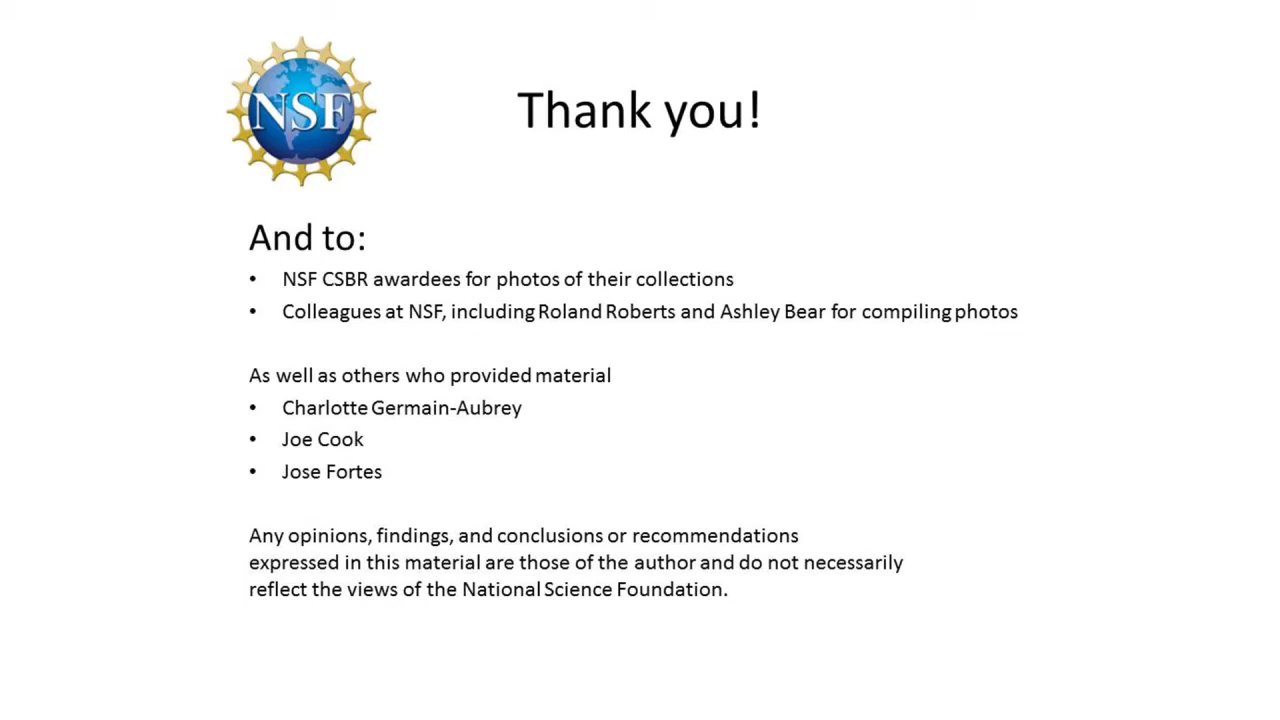 NSF
Thank you!
And to:
• NSF CSBR awardees for photos of their collections
• Colleagues at NSF, including Roland Roberts and Ashley Bear for compiling photos
As well as others who provided material
• Charlotte Germain-Aubrey
• Joe Cook
• Jose Fortes
Any opinions, findings, and conclusions or recommendations
expressed in this material are those of the author and do not necessarily
reflect the views of the National Science Foundation.